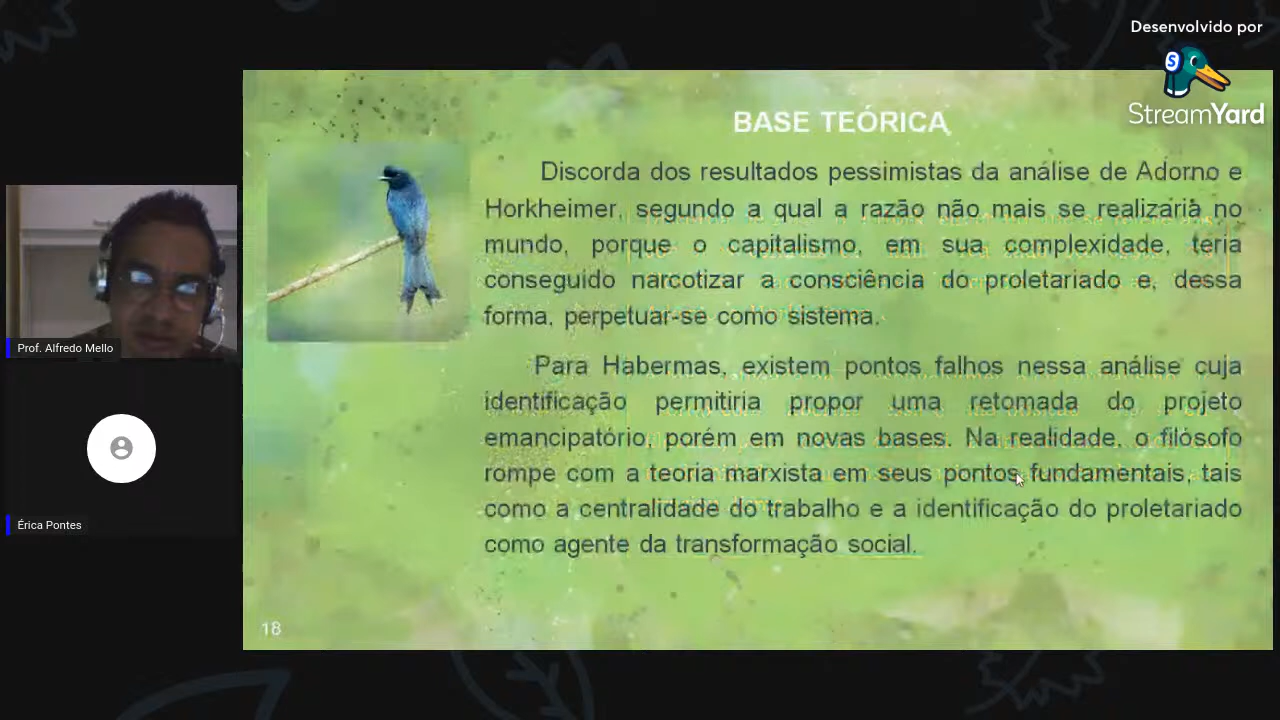 Desenvolvido por
StreamYard
BASE TEÓRICA
Discorda dos resultados pessimistas da análise de Adorno e
Horkheimer, segundo a qual a razão não mais se realizaria no
mundo, porque o capitalismo, em sua complexidade, teria
conseguido narcotizar a consciência do proletariado e, dessa
forma, perpetuar-se como sistema.
Para Habermas, existem pontos falhos nessa análise cuja
identificação permitiria propor uma retomada do projeto
emancipatório, porém em novas bases. Na realidade, o filósofo
rompe com a teoria marxista em seus pontos fundamentais, tais
como a centralidade do trabalho e a identificação do proletariado
como agente da transformação social.
18
Prof. Alfredo Mello
Érica Pontes